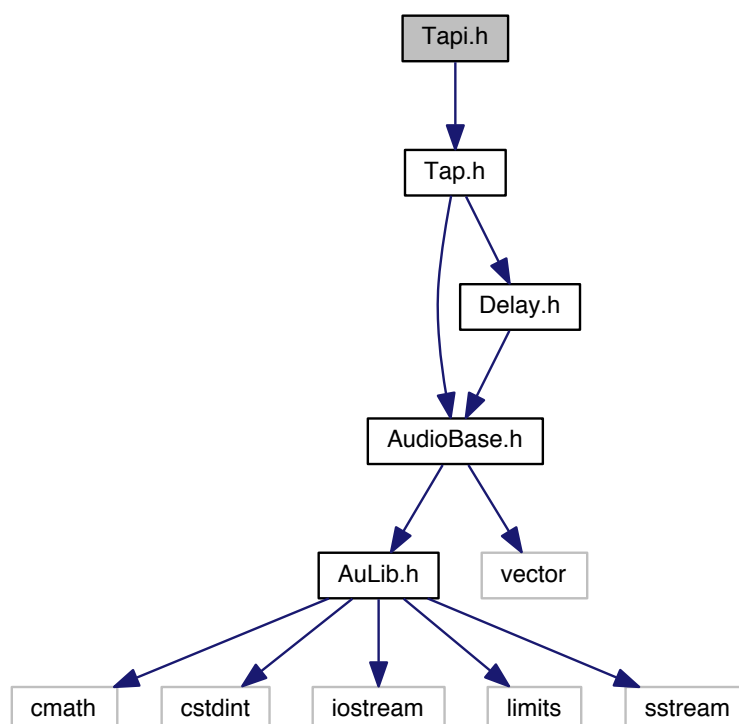 Tapi.h
Tap.h
Delay.h
AudioBase.h
AuLib.h
vector
cmath
cstdint
iostream
limits
sstream